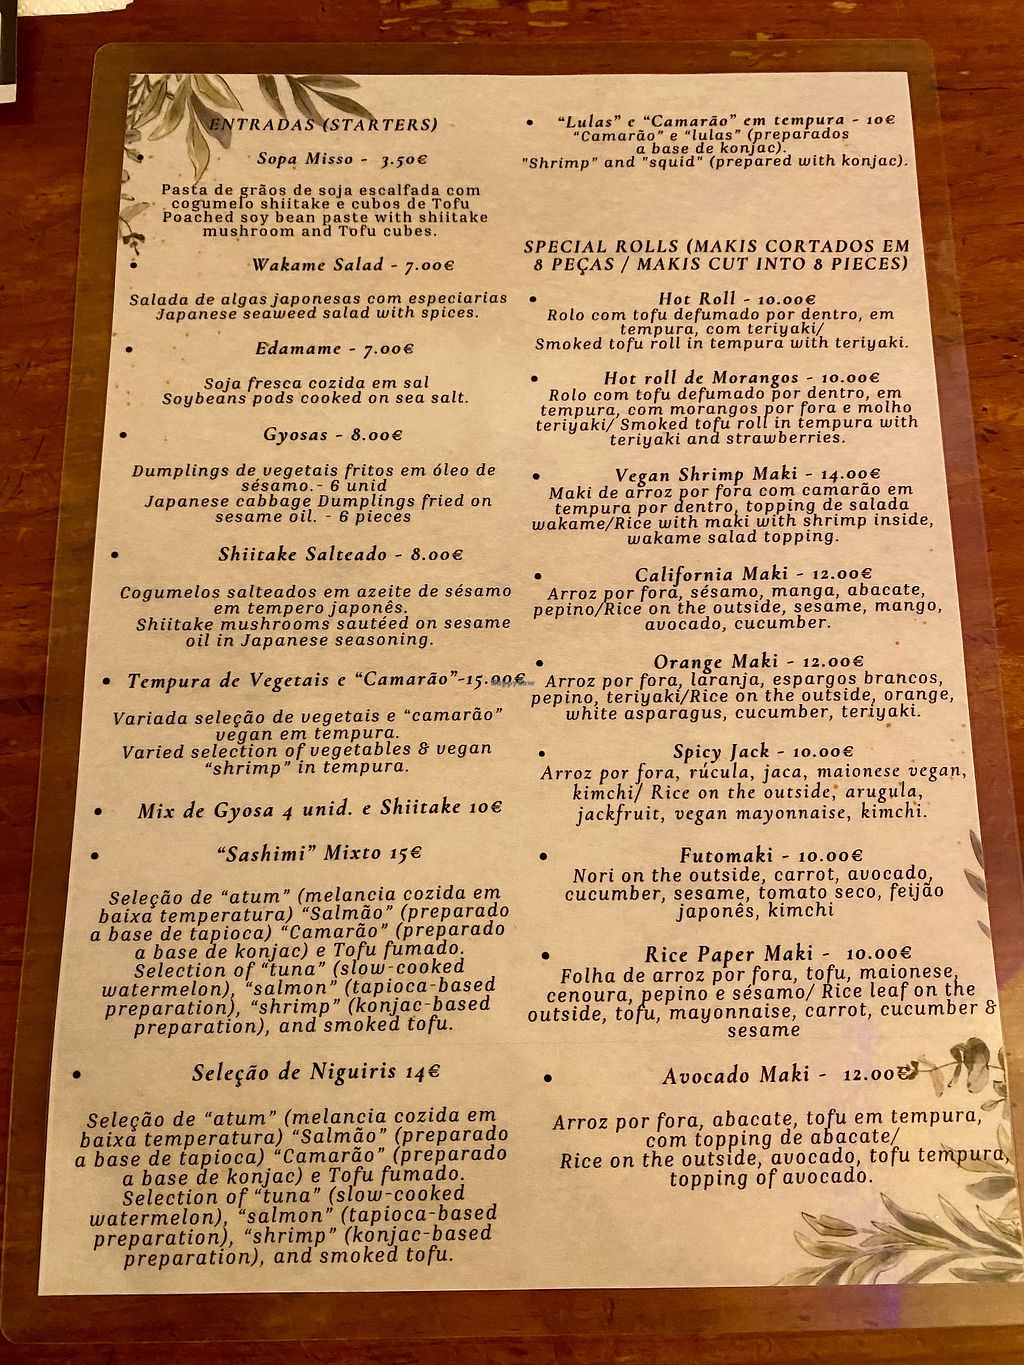 ENTRADAS (STARTERS)
• Sopa Misso - 3.50€
Pasta de grãos de soja escalfada com
cogumelo shiitake e cubos de Tofu
Poached soy bean paste with shiitake
mushroom and Tofu cubes.
• Wakame Salad - 7.00€
Salada de algas japonesas com especiarias
Japanese seaweed salad with spices.
• Edamame - 7.00€
Soja fresca cozida em sal
Soybeans pods cooked on sea salt.
• Gyosas - 8.00€
Dumplings de vegetais fritos em óleo de
sésamo.- 6 unid
Japanese cabbage Dumplings fried on
sesame oil. - 6 pieces
• Shiitake Salteado - 8.00€
Cogumelos salteados em azeite de sésamo
em tempero japonês.
Shiitake mushrooms sautéed on sesame
oil in Japanese seasoning.
• Tempura de Vegetais e “Camarão”-15.00€
Variada seleção de vegetais e “camarão”
vegan em tempura.
Varied selection of vegetables & vegan
“shrimp” in tempura.
• Mix de Gyosa 4 unid. e Shiitake 10€
• “Sashimi” Mixto 15€
Seleção de “atum” (melancia cozida em
baixa temperatura) “Salmão” (preparado
a base de tapioca) “Camarão” (preparado
a base de konjac) e Tofu fumado.
Selection of “tuna” (slow-cooked
watermelon), “salmon” (tapioca-based
preparation), “shrimp” (konjac-based
preparation), and smoked tofu.
• Seleção de Niguiris 14€
Seleção de “atum” (melancia cozida em
baixa temperatura) “Salmão” (preparado
a base de tapioca) “Camarão” (preparado
a base de konjac) e Tofu fumado.
Selection of “tuna” (slow-cooked
watermelon), “salmon” (tapioca-based
preparation), “shrimp” (konjac-based
preparation), and smoked tofu.
• “Lulas” e “Camarão” em tempura - 10€
“Camarão” e “lulas” (preparados
a base de konjac).
"Shrimp" and "squid" (prepared with konjac).
SPECIAL ROLLS (MAKIS CORTADOS EM
8 PEÇAS / MAKIS CUT INTO 8 PIECES)
• Hot Roll - 10.00€
Rolo com tofu defumado por dentro, em
tempura, com teriyaki/
Smoked tofu roll in tempura with teriyaki.
• Hot roll de Morangos - 10.00€
Rolo com tofu defumado por dentro, em
tempura, com morangos por fora e molho
teriyaki/ Smoked tofu roll in tempura with
teriyaki and strawberries.
• Vegan Shrimp Maki - 14.00€
Maki de arroz por fora com camarão em
tempura por dentro, topping de salada
wakame/Rice with maki with shrimp inside,
wakame salad topping.
• California Maki - 12.00€
Arroz por fora, sésamo, manga, abacate,
pepino/Rice on the outside, sesame, mango,
avocado, cucumber.
• Orange Maki - 12.00€
Arroz por fora, laranja, espargos brancos,
pepino, teriyaki/Rice on the outside, orange,
white asparagus, cucumber, teriyaki.
• Spicy Jack - 10.00€
Arroz por fora, rúcula, jaca, maionese vegan,
kimchi/ Rice on the outside, arugula,
jackfruit, vegan mayonnaise, kimchi.
• Futomaki - 10.00€
Nori on the outside, carrot, avocado,
cucumber, sesame, tomato seco, feijão
japonês, kimchi
• Rice Paper Maki - 10.00€
Folha de arroz por fora, tofu, maionese,
cenoura, pepino e sésamo/ Rice leaf on the
outside, tofu, mayonnaise, carrot, cucumber &
sesame
• Avocado Maki - 12.00€
Arroz por fora, abacate, tofu em tempura,
com topping de abacate/
Rice on the outside, avocado, tofu tempura,
topping of avocado.
HappyCow